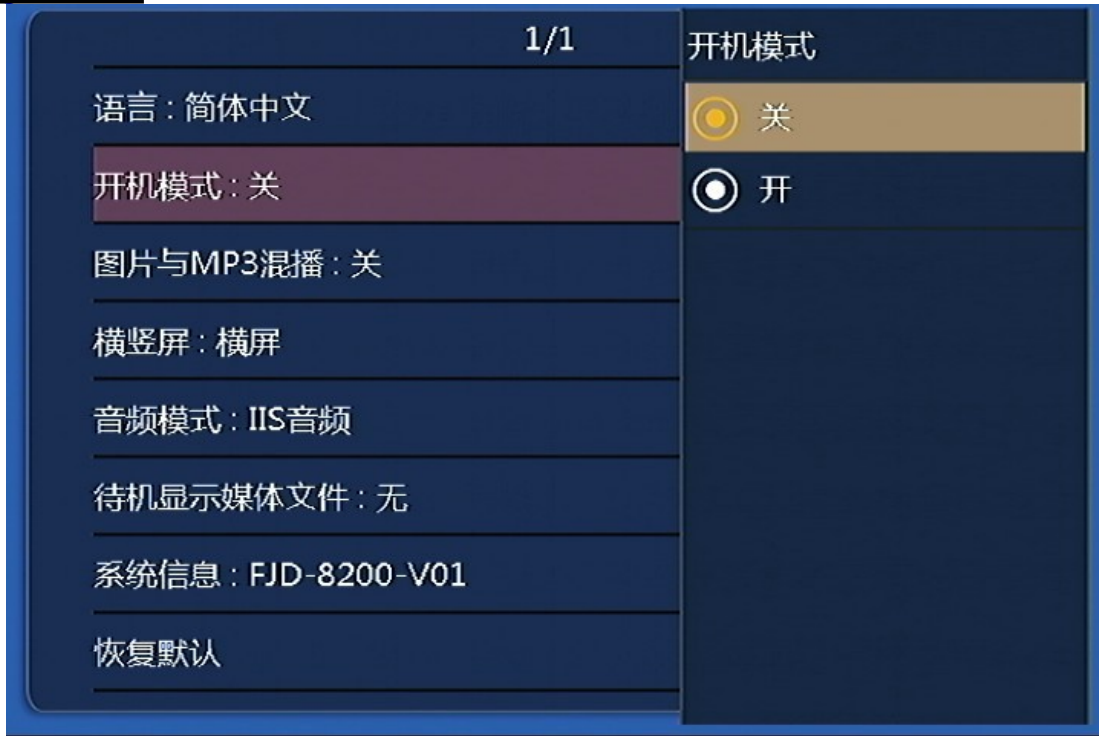 1/1
语言 : 简体中文
开机模式 : 关
图片与MP3混播 : 关
横竖屏 : 横屏
音频模式 : IIS音频
待机显示媒体文件 : 无
系统信息 : FJD-8200-V01
恢复默认
开机模式
关
开